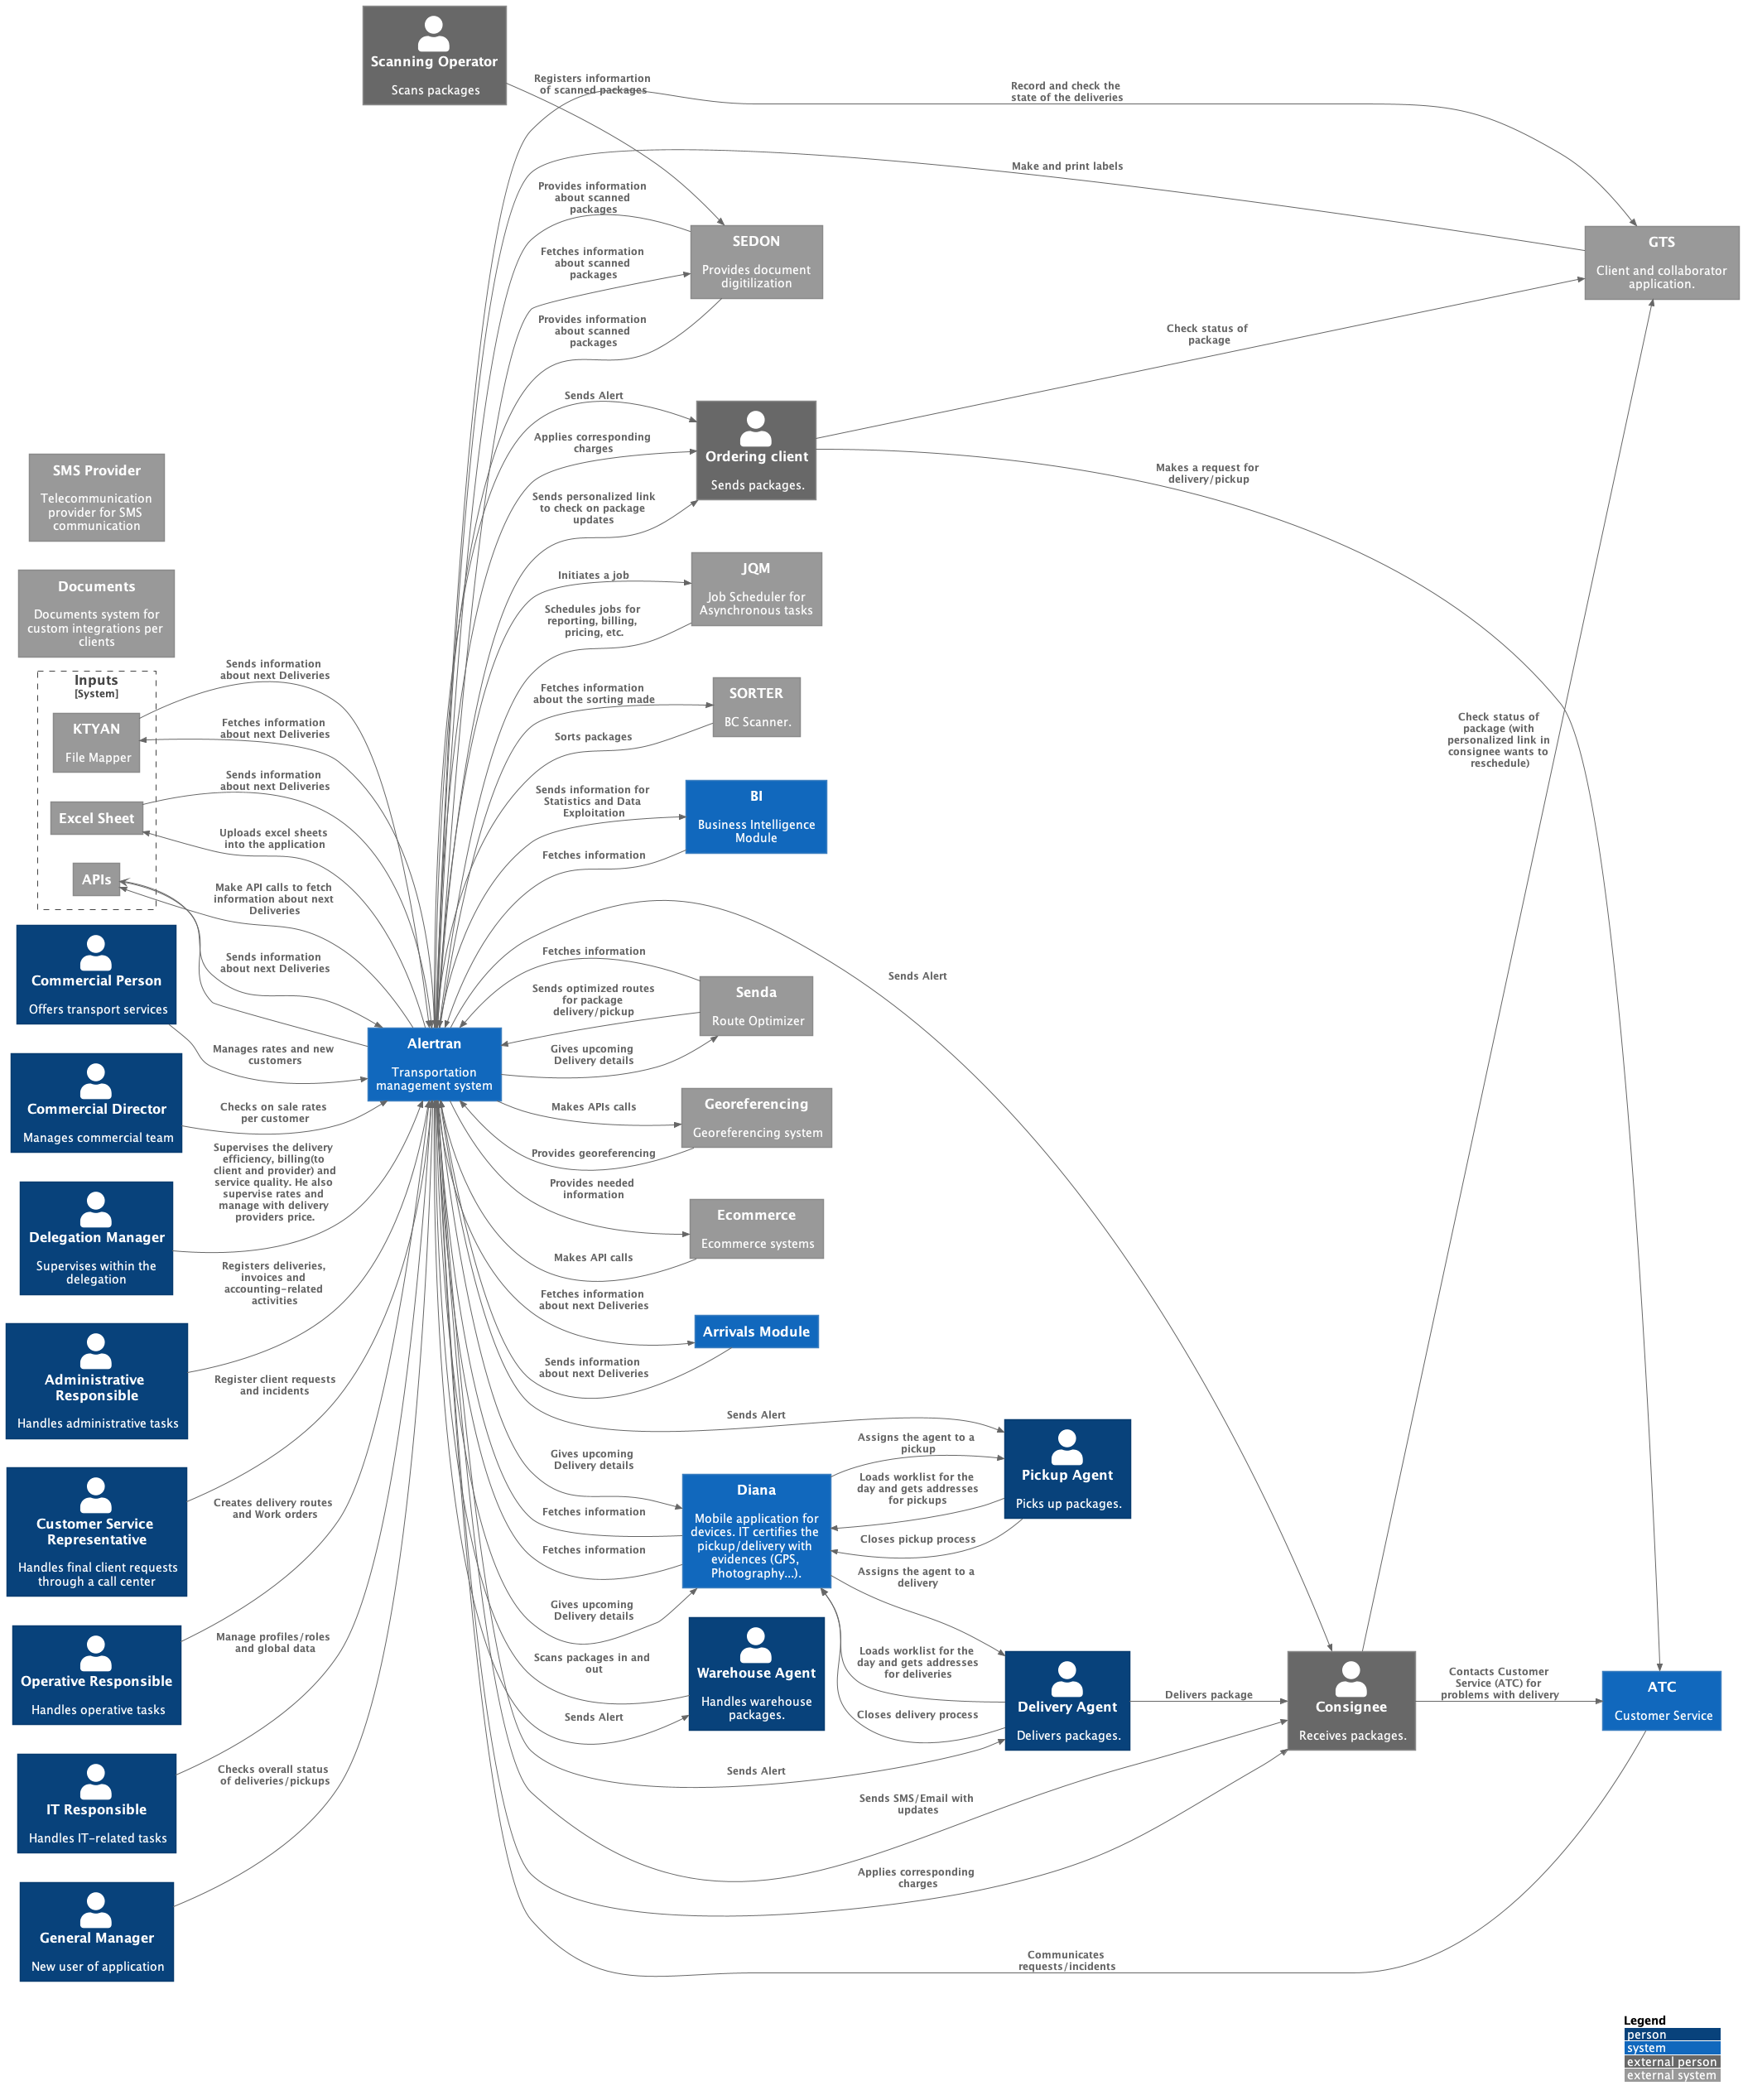 Scanning Operator
Scans packages
Registers informartion
of scanned packages
Record and check the
state of the deliveries
Make and print labels
Provides information
about scanned
packages
SEDON
Provides document
digitilization
GTS
Client and collaborator
application.
Fetches information
about scanned
packages
Provides information
about scanned
packages
Check status of
package
Sends Alert
Ordering client
Sends packages.
Applies corresponding
charges
Makes a request for
delivery/pickup
SMS Provider
Telecommunication
provider for SMS
communication
Sends personalized link
to check on package
updates
Documents
Documents system for
custom integrations per
clients
Initiates a job
JQM
Job Scheduler for
Asynchronous tasks
Schedules jobs for
reporting, billing,
pricing, etc.
Inputs
[System]
Sends information
about next Deliveries
KTYAN
File Mapper
Fetches information
about next Deliveries
Fetches information
about the sorting made
SORTER
BC Scanner.
Sorts packages
Check status of
package (with
personalized link in
consignee wants to
reschedule)
Sends information
about next Deliveries
Excel Sheet
Uploads excel sheets
into the application
Sends information for
Statistics and Data
Exploitation
BI
Business Intelligence
Module
Fetches information
APIs
Make API calls to fetch
information about next
Deliveries
Commercial Person
Offers transport services
Sends information
about next Deliveries
Fetches information
Sends Alert
Senda
Route Optimizer
Sends optimized routes
for package
delivery/pickup
Alertran
Transportation
management system
Manages rates and new
customers
Gives upcoming
Delivery details
Commercial Director
Manages commercial team
Checks on sale rates
per customer
Makes APIs calls
Georeferencing
Georeferencing system
Provides georeferencing
Supervises the delivery
efficiency, billing(to
client and provider) and
service quality. He also
supervise rates and
manage with delivery
providers price.
Delegation Manager
Supervises within the
delegation
Provides needed
information
Ecommerce
Ecommerce systems
Makes API calls
Registers deliveries,
invoices and
accounting-related
activities
Fetches information
about next Deliveries
Arrivals Module
Sends information
about next Deliveries
Administrative
Responsible
Handles administrative tasks
Register client requests
and incidents
Sends Alert
Pickup Agent
Picks up packages.
Assigns the agent to a
pickup
Gives upcoming
Delivery details
Loads worklist for the
day and gets addresses
for pickups
Diana
Mobile application for
devices. IT certifies the
pickup/delivery with
evidences (GPS,
Photography...).
Customer Service
Representative
Handles final client requests
through a call center
Creates delivery routes
and Work orders
Fetches information
Fetches information
Closes pickup process
Assigns the agent to a
delivery
Gives upcoming
Delivery details
Operative Responsible
Handles operative tasks
Manage profiles/roles
and global data
Scans packages in and
out
Warehouse Agent
Handles warehouse
packages.
Loads worklist for the
day and gets addresses
for deliveries
Delivery Agent
Delivers packages.
Delivers package
Consignee
Receives packages.
Contacts Customer
Service (ATC) for
problems with delivery
ATC
Customer Service
Sends Alert
Closes delivery process
IT Responsible
Handles IT-related tasks
Checks overall status
of deliveries/pickups
Sends Alert
Sends SMS/Email with
updates
Applies corresponding
charges
General Manager
New user of application
Communicates
requests/incidents
Legend
person
system
external person
external system